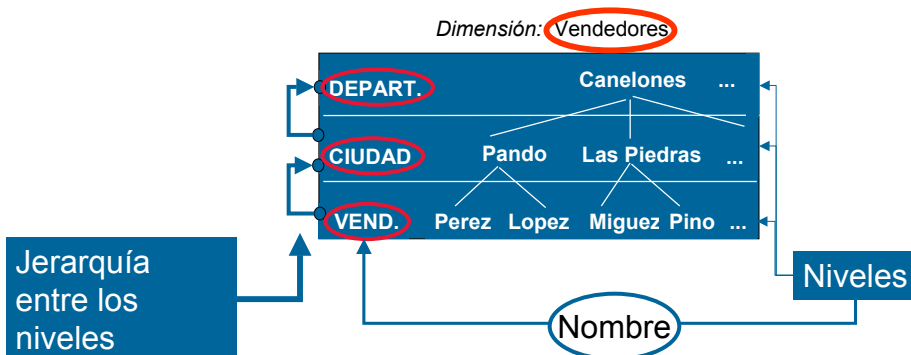 Dimensión: Vendedores
DEPART. Canelones ...
CIUDAD Pando Las Piedras ...
VEND. Perez Lopez Miguez Pino ...
Jerarquía
entre los
niveles
Niveles
Nombre